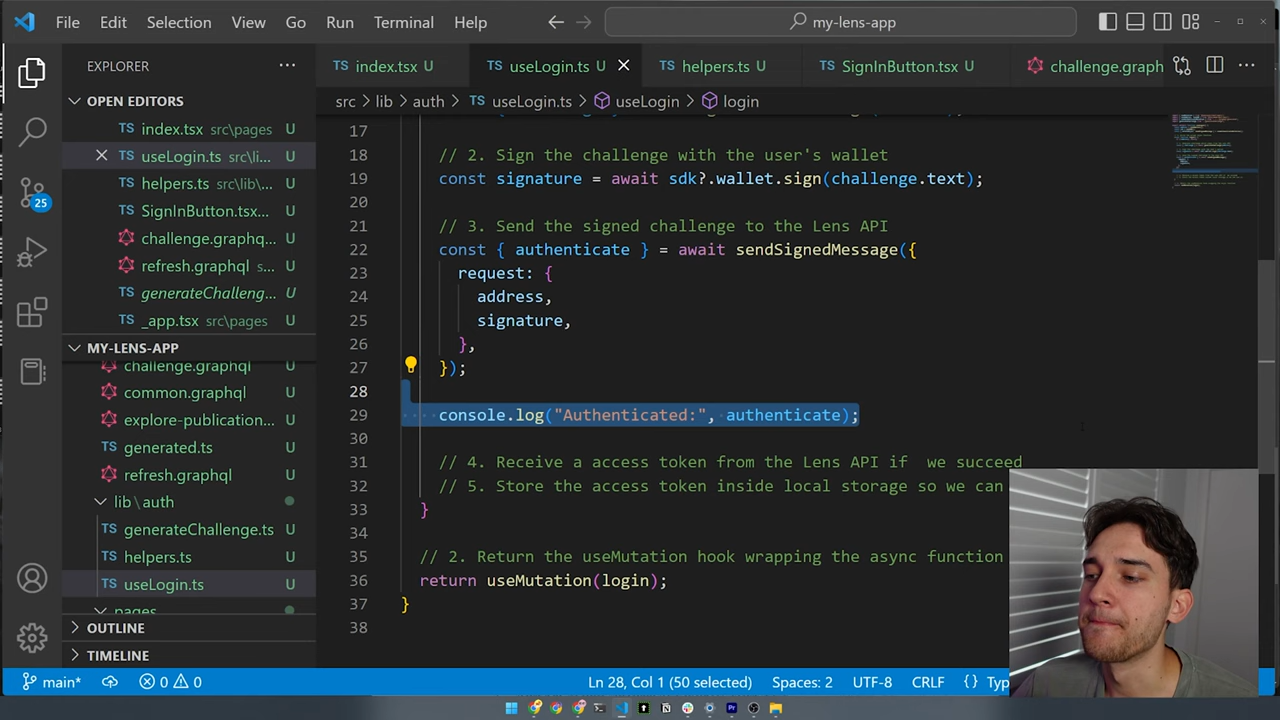 File Edit Selection View Go Run Terminal Help my-lens-app
EXPLORER
OPEN EDITORS
TS index.tsx src\pages U
TS useLogin.ts src\li... U
TS helpers.ts src\lib\... U
TS SignInButton.tsx... U
challenge.graphq... U
refresh.graphql s... U
TS generateChalleng... U
TS _app.tsx src\pages U
MY-LENS-APP
challenge.graphql U
common.graphql U
explore-publication... U
TS generated.ts U
refresh.graphql U
lib\auth
TS generateChallenge.ts U
TS helpers.ts U
TS useLogin.ts U
pages
OUTLINE
TIMELINE
TS index.tsx U TS useLogin.ts U TS helpers.ts U TS SignInButton.tsx U challenge.graph
src > lib > auth > TS useLogin.ts > useLogin > login
17
18 // 2. Sign the challenge with the user's wallet
19 const signature = await sdk?.wallet.sign(challenge.text);
20
21 // 3. Send the signed challenge to the Lens API
22 const { authenticate } = await sendSignedMessage({
23 request: {
24 address,
25 signature,
26 },
27 });
28
29 console.log("Authenticated:", authenticate);
30
31 // 4. Receive a access token from the Lens API if  we succeed
32 // 5. Store the access token inside local storage so we can
33 }
34
35 // 2. Return the useMutation hook wrapping the async function
36 return useMutation(login);
37 }
38
25
main* 0 0 Ln 28, Col 1 (50 selected) Spaces: 2 UTF-8 CRLF {} Typ